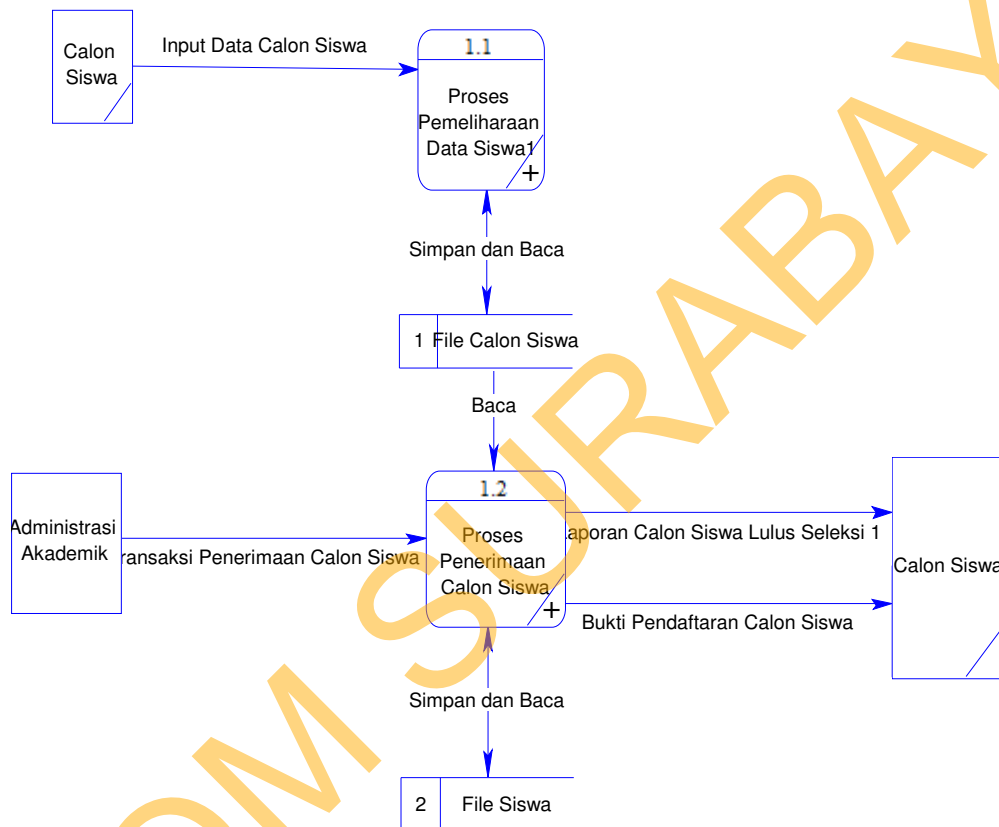 Calon
Siswa
Input Data Calon Siswa
1.1
Proses
Pemeliharaan
Data Siswa1
+
Simpan dan Baca
1 File Calon Siswa
Baca
Administrasi
Akademik
ransaksi Penerimaan Calon Siswa
1.2
Proses
Penerimaan
Calon Siswa
+
aporan Calon Siswa Lulus Seleksi 1
Bukti Pendaftaran Calon Siswa
Calon Siswa
Simpan dan Baca
2 File Siswa
OM SURABAY